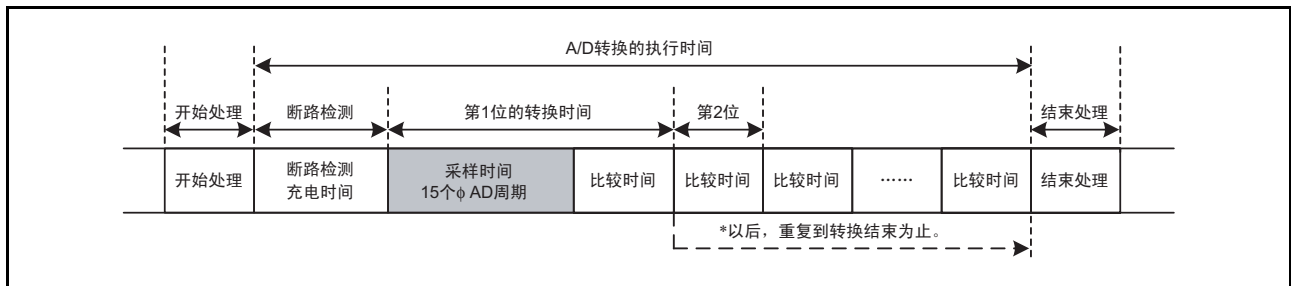 A/D转换的执行时间
开始处理
断路检测
第1位的转换时间
第2位
结束处理
开始处理
断路检测
充电时间
采样时间
15个ϕ AD周期
比较时间
比较时间
比较时间
……
比较时间
结束处理
*以后，重复到转换结束为止。